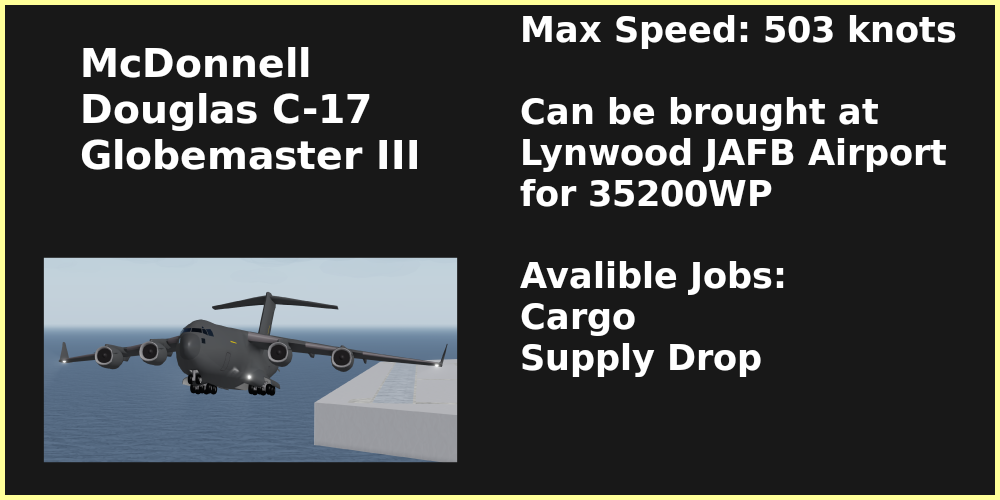 McDonnell
Douglas C-17
Globemaster III
Max Speed: 503 knots
Can be brought at
Lynwood JAFB Airport
for 35200WP
Avalible Jobs:
Cargo
Supply Drop